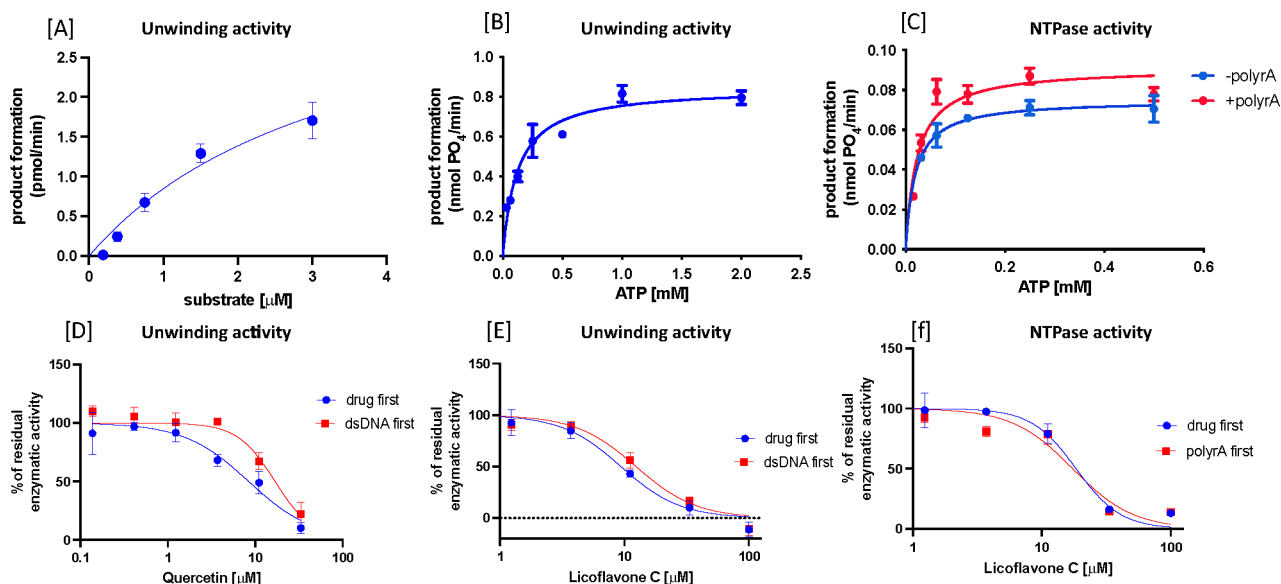 [A]
Unwinding activity
product formation
(pmol/min)
2.5
2.0
1.5
1.0
0.5
0.0
0 1 2 3 4
substrate [μM]
[B]
Unwinding activity
product formation
(nmol PO4/min)
1.0
0.8
0.6
0.4
0.2
0.0
0.0 0.5 1.0 1.5 2.0 2.5
ATP [mM]
[C]
NTPase activity
product formation
(nmol PO4/min)
0.10
0.08
0.06
0.04
0.02
0.00
0.0 0.2 0.4 0.6
ATP [mM]
-polyrA
+polyrA
[D]
Unwinding activity
% of residual
enzymatic activity
150
100
50
0
0.1 1 10 100
Quercetin [μM]
drug first
dsDNA first
[E]
Unwinding activity
% of residual
enzymatic activity
150
100
50
0
1 10 100
Licoflavone C [μM]
drug first
dsDNA first
[f]
NTPase activity
% of residual
enzymatic activity
150
100
50
0
1 10 100
Licoflavone C [μM]
drug first
polyrA first